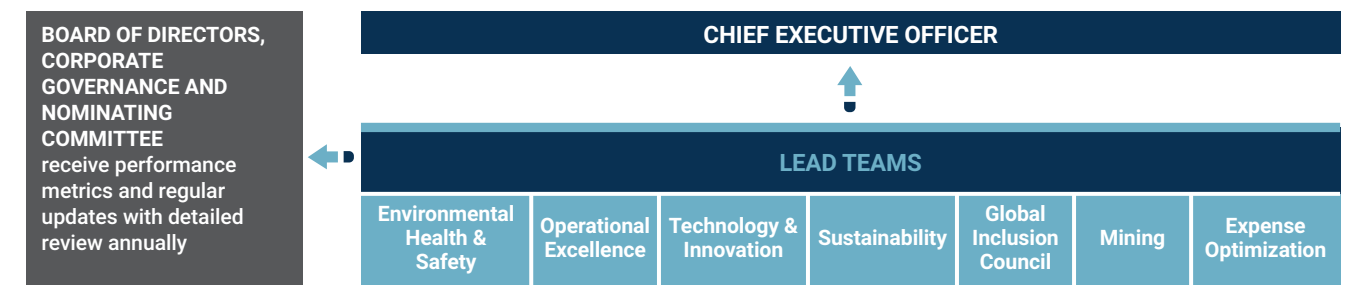 BOARD OF DIRECTORS,
CORPORATE
GOVERNANCE AND
NOMINATING
COMMITTEE
receive performance
metrics and regular
updates with detailed
review annually
CHIEF EXECUTIVE OFFICER
LEAD TEAMS
Environmental
Health &
Safety
Operational
Excellence
Technology &
Innovation
Sustainability
Global
Inclusion
Council
Mining
Expense
Optimization